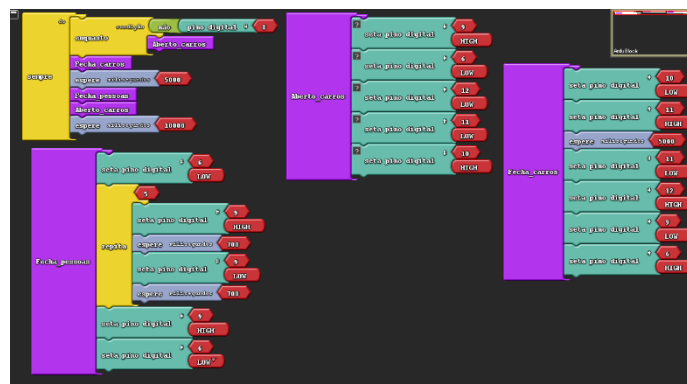 do
condição
não
pino digital
#
1
enquanto
Aberto_carros
Fecha_carros
sempre
espere
milissegundos
5000
Fecha_pessoas
Aberto_carros
espere
milissegundos
10000
Aberto_carros
seta pino digital
#
9
HIGH
seta pino digital
#
6
LOW
seta pino digital
#
12
LOW
seta pino digital
#
11
LOW
seta pino digital
#
10
HIGH
ArduBlock
Fecha_carros
seta pino digital
#
10
LOW
seta pino digital
#
11
HIGH
espere
milissegundos
5000
seta pino digital
#
11
LOW
seta pino digital
#
12
HIGH
seta pino digital
#
9
LOW
seta pino digital
#
6
HIGH
Fecha_pessoas
seta pino digital
#
6
LOW
repita
5
seta pino digital
#
9
HIGH
espere
milissegundos
700
seta pino digital
#
9
LOW
espere
milissegundos
700
seta pino digital
#
9
HIGH
seta pino digital
#
6
LOW